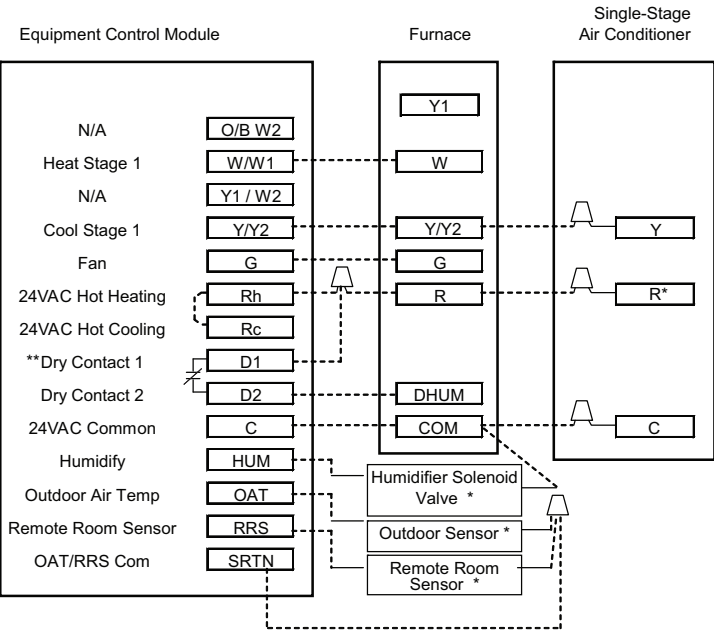 Equipment Control Module
Furnace
Single-Stage
Air Conditioner
Y1
N/A O/B W2
Heat Stage 1 W/W1 W
N/A Y1 / W2
Cool Stage 1 Y/Y2 Y/Y2 Y
Fan G G
24VAC Hot Heating Rh R R*
24VAC Hot Cooling Rc
**Dry Contact 1 D1
Dry Contact 2 D2 DHUM
24VAC Common C COM C
Humidify HUM
Humidifier Solenoid
Valve *
Outdoor Air Temp OAT
Outdoor Sensor *
Remote Room Sensor RRS
Remote Room
Sensor *
OAT/RRS Com SRTN